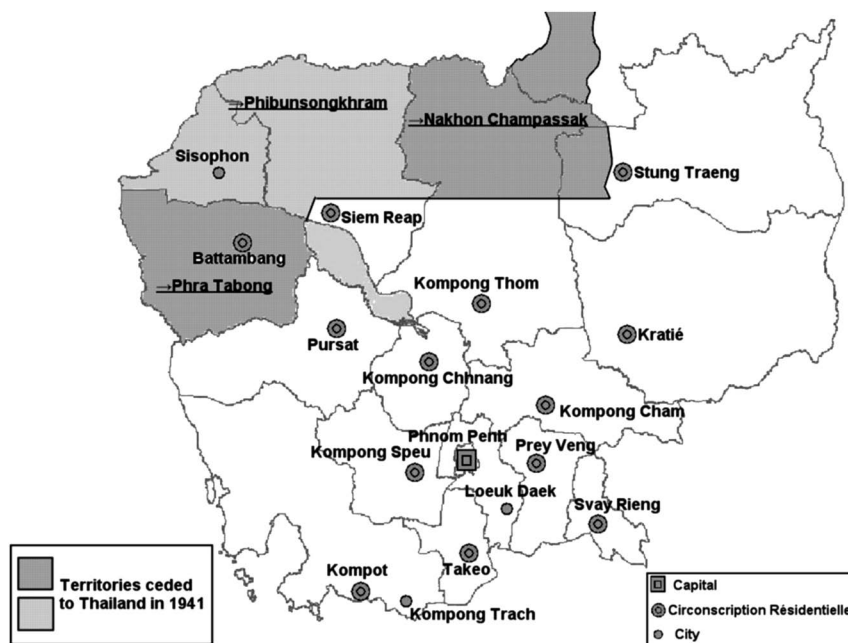 →Phibunsongkhram
→Nakhon Champassak
Sisophon
Stung Traeng
Siem Reap
Battambang
→Phra Tabong
Kompong Thom
Pursat
Kratié
Kompong Chhnang
Kompong Cham
Phnom Penh
Kompong Speu
Prey Veng
Loeuk Daek
Svay Rieng
Takeo
Kompot
Kompong Trach
Territories ceded
to Thailand in 1941
Capital
Circonscription Résidentielle
City